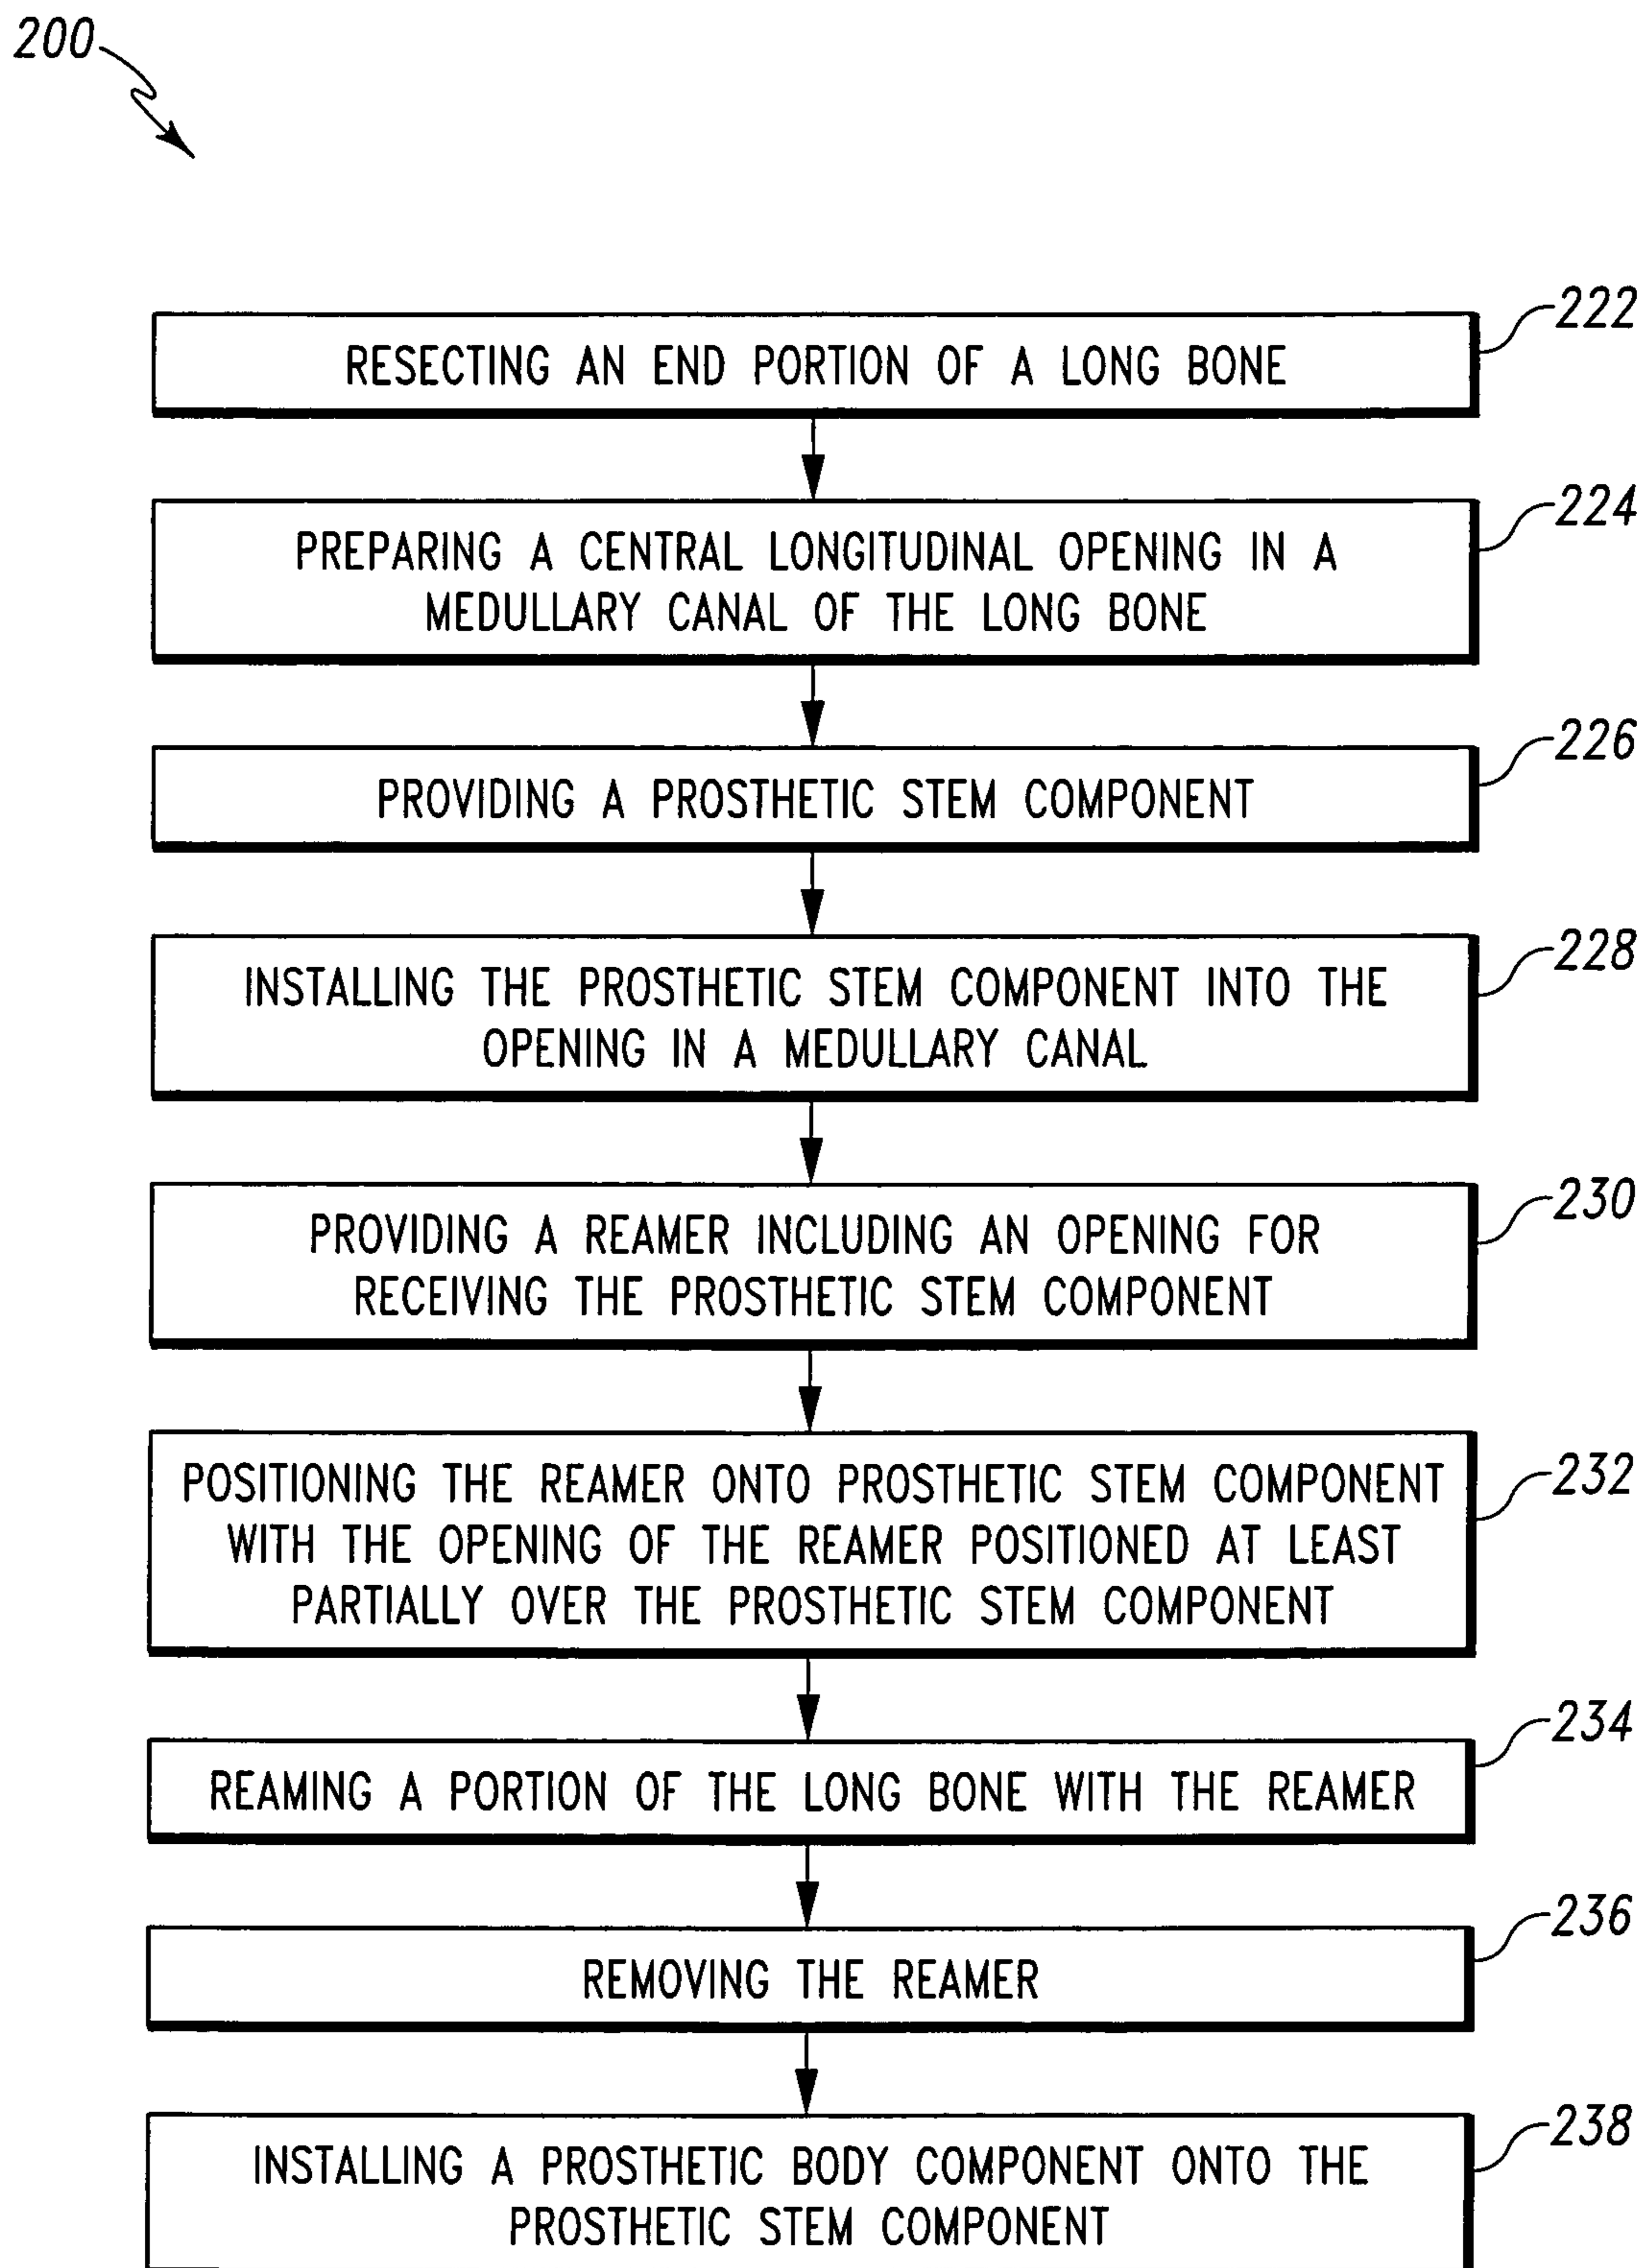 200
222
RESECTING AN END PORTION OF A LONG BONE
224
PREPARING A CENTRAL LONGITUDINAL OPENING IN A
MEDULLARY CANAL OF THE LONG BONE
226
PROVIDING A PROSTHETIC STEM COMPONENT
228
INSTALLING THE PROSTHETIC STEM COMPONENT INTO THE
OPENING IN A MEDULLARY CANAL
230
PROVIDING A REAMER INCLUDING AN OPENING FOR
RECEIVING THE PROSTHETIC STEM COMPONENT
232
POSITIONING THE REAMER ONTO PROSTHETIC STEM COMPONENT
WITH THE OPENING OF THE REAMER POSITIONED AT LEAST
PARTIALLY OVER THE PROSTHETIC STEM COMPONENT
234
REAMING A PORTION OF THE LONG BONE WITH THE REAMER
236
REMOVING THE REAMER
238
INSTALLING A PROSTHETIC BODY COMPONENT ONTO THE
PROSTHETIC STEM COMPONENT